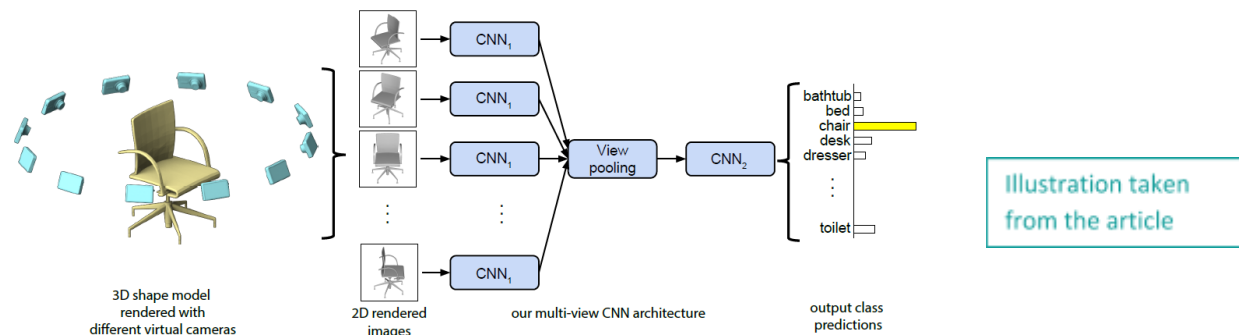 CNN₁
CNN₁
CNN₁
CNN₁
View
pooling
CNN₂
bathtub
bed
chair
desk
dresser
toilet
Illustration taken
from the article
3D shape model
rendered with
different virtual cameras
2D rendered
images
our multi-view CNN architecture
output class
predictions